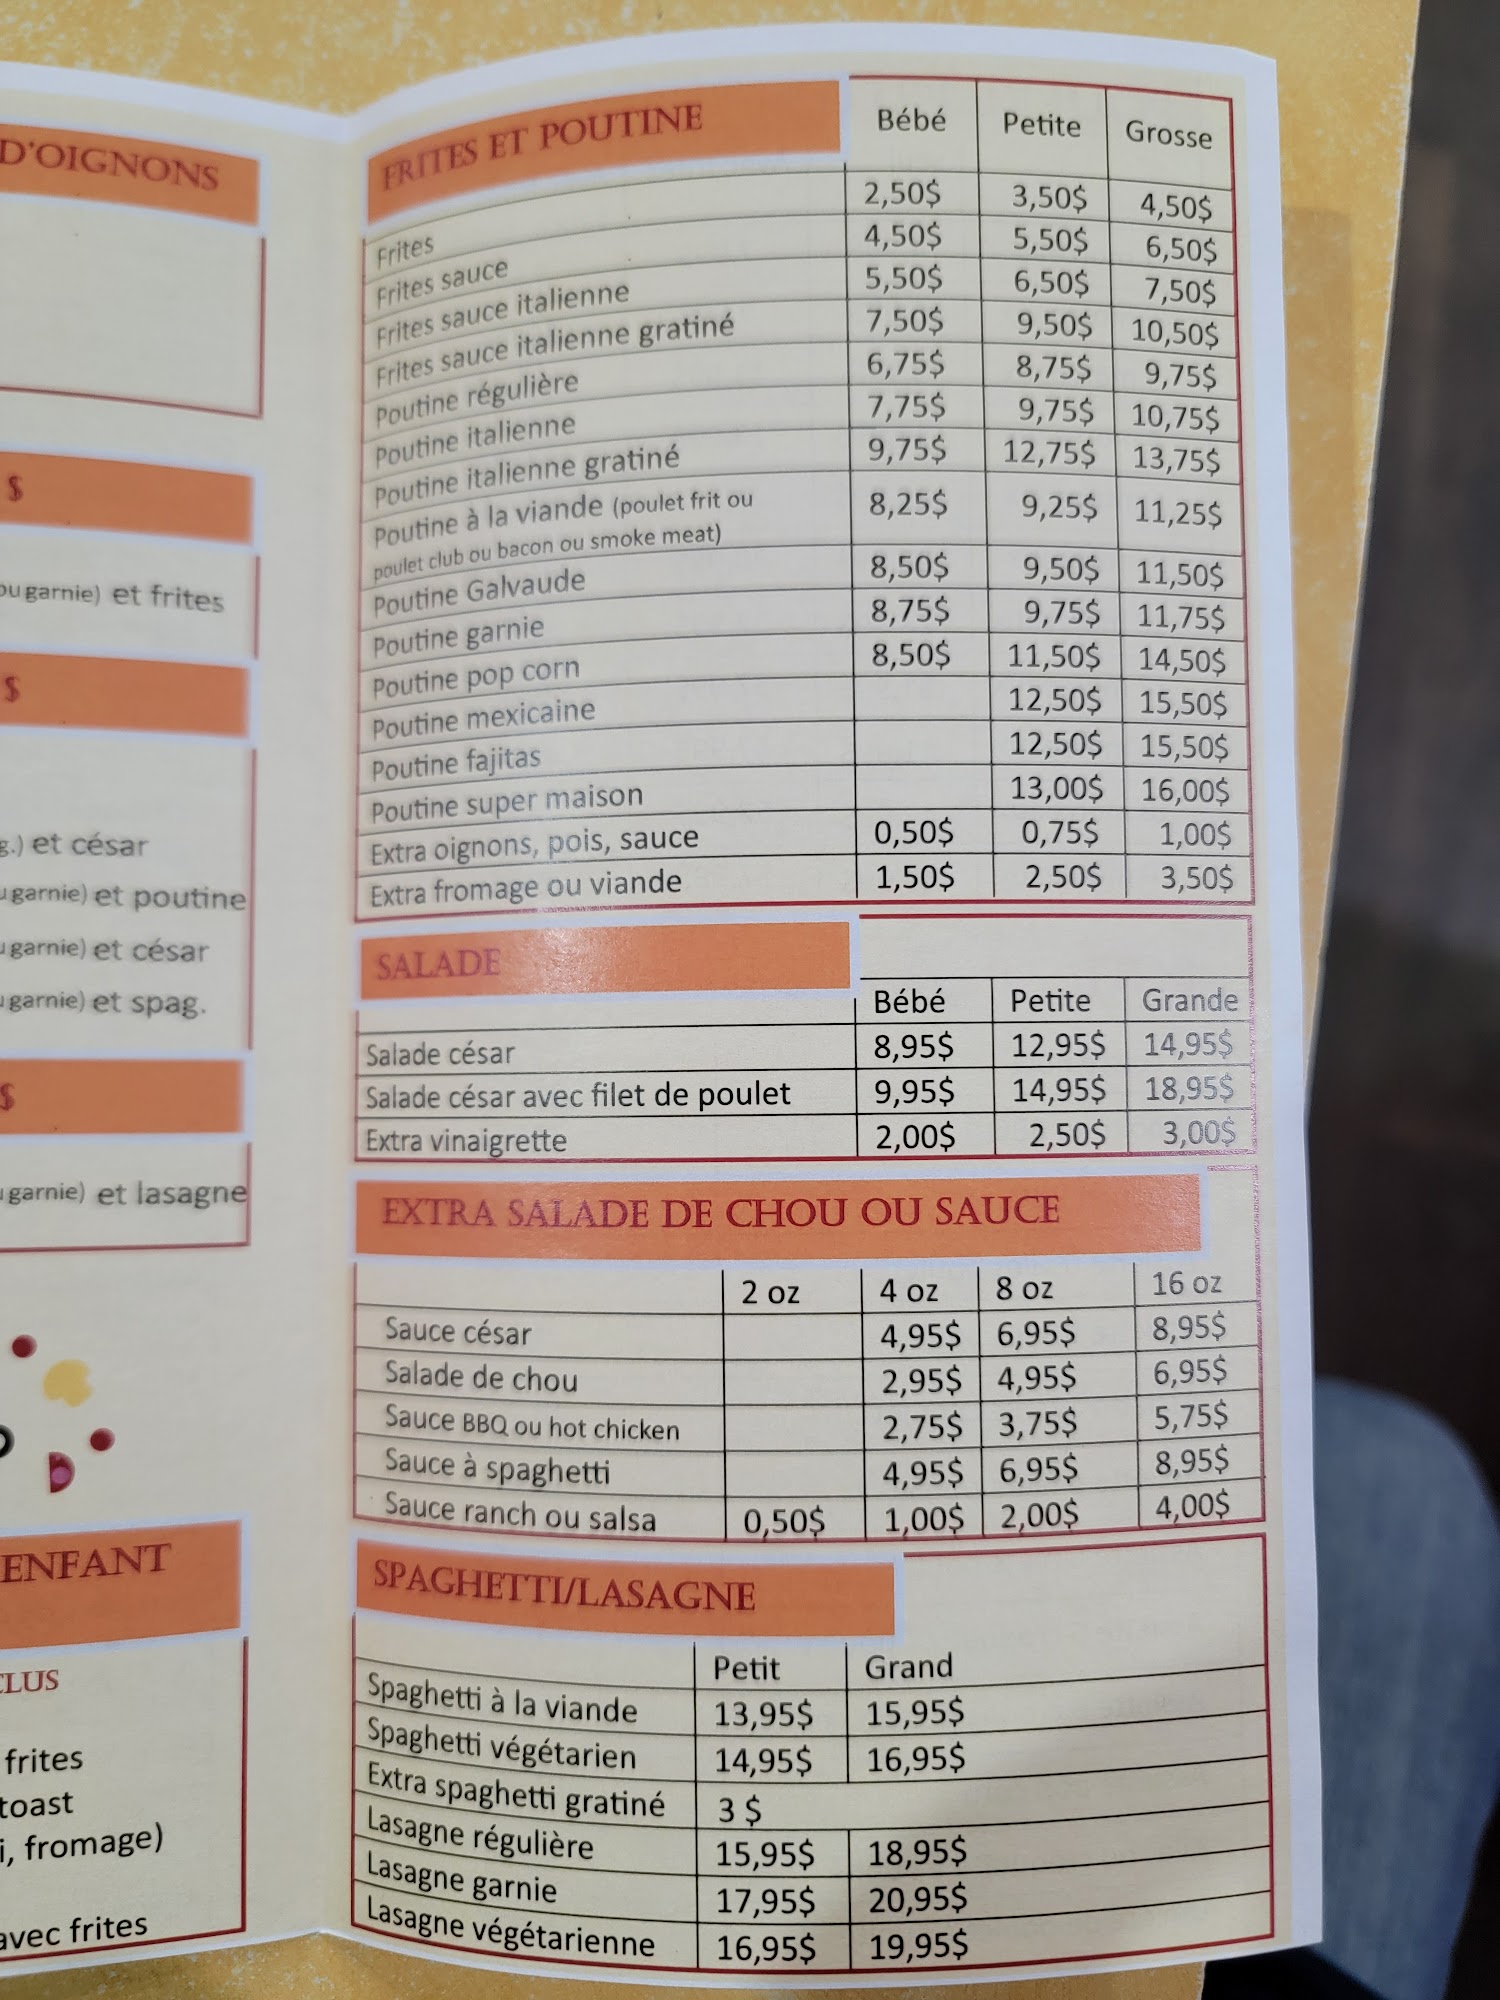 D'OIGNONS
$
ou garnie) et frites
$
g.) et césar
u garnie) et poutine
u garnie) et césar
u garnie) et spag.
$
u garnie) et lasagne
ENFANT
CLUS
frites
toast
i, fromage)
avec frites
FRITES ET POUTINE Bébé Petite Grosse
Frites 2,50$ 3,50$ 4,50$
Frites sauce 4,50$ 5,50$ 6,50$
Frites sauce italienne 5,50$ 6,50$ 7,50$
Frites sauce italienne gratiné 7,50$ 9,50$ 10,50$
Poutine régulière 6,75$ 8,75$ 9,75$
Poutine italienne 7,75$ 9,75$ 10,75$
Poutine italienne gratiné 9,75$ 12,75$ 13,75$
Poutine à la viande (poulet frit ou 8,25$ 9,25$ 11,25$
poulet club ou bacon ou smoke meat)
Poutine Galvaude 8,50$ 9,50$ 11,50$
Poutine garnie 8,75$ 9,75$ 11,75$
Poutine pop corn 8,50$ 11,50$ 14,50$
Poutine mexicaine 12,50$ 15,50$
Poutine fajitas 12,50$ 15,50$
Poutine super maison 13,00$ 16,00$
Extra oignons, pois, sauce 0,50$ 0,75$ 1,00$
Extra fromage ou viande 1,50$ 2,50$ 3,50$
SALADE
Bébé Petite Grande
Salade césar 8,95$ 12,95$ 14,95$
Salade césar avec filet de poulet 9,95$ 14,95$ 18,95$
Extra vinaigrette 2,00$ 2,50$ 3,00$
EXTRA SALADE DE CHOU OU SAUCE
2 oz 4 oz 8 oz 16 oz
Sauce césar 4,95$ 6,95$ 8,95$
Salade de chou 2,95$ 4,95$ 6,95$
Sauce BBQ ou hot chicken 2,75$ 3,75$ 5,75$
Sauce à spaghetti 4,95$ 6,95$ 8,95$
Sauce ranch ou salsa 0,50$ 1,00$ 2,00$ 4,00$
SPAGHETTI/LASAGNE
Petit Grand
Spaghetti à la viande 13,95$ 15,95$
Spaghetti végétarien 14,95$ 16,95$
Extra spaghetti gratiné 3 $
Lasagne régulière 15,95$ 18,95$
Lasagne garnie 17,95$ 20,95$
Lasagne végétarienne 16,95$ 19,95$